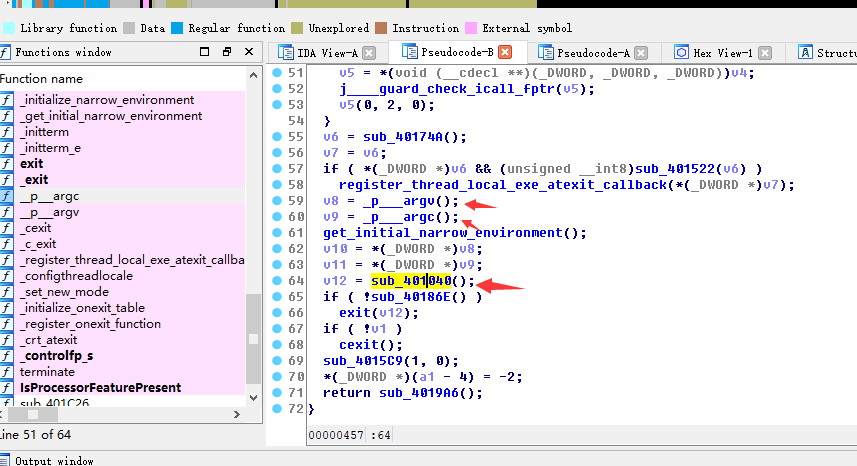 Library function Data Regular function Unexplored Instruction External symbol
Functions window
IDA View-A Pseudocode-B Pseudocode-A Hex View-1 Struct
Function name
_initialize_narrow_environment
_get_initial_narrow_environment
_initterm
_initterm_e
exit
_exit
__p__argc
__p__argv
_cexit
_c_exit
_register_thread_local_exe_atexit_callba
_configthreadlocale
_set_new_mode
_initialize_onexit_table
_register_onexit_function
_crt_atexit
_controlfp_s
terminate
IsProcessorFeaturePresent
sub_401C26
Line 51 of 64
51 v5 = *(void (__cdecl **)(_DWORD, _DWORD, _DWORD))v4;
52 j____guard_check_icall_fptr(v5);
53 v5(0, 2, 0);
54 }
55 v6 = sub_40174A();
56 v7 = v6;
57 if ( *(_DWORD *)v6 && (unsigned __int8)sub_401522(v6) )
58 register_thread_local_exe_atexit_callback(*(_DWORD *)v7);
59 v8 = _p___argv();
60 v9 = _p___argc();
61 get_initial_narrow_environment();
62 v10 = *(_DWORD *)v8;
63 v11 = *(_DWORD *)v9;
64 v12 = sub_401040();
65 if ( !sub_40186E() )
66 exit(v12);
67 if ( !v1 )
68 cexit();
69 sub_4015C9(1, 0);
70 *(_DWORD *)(a1 - 4) = -2;
71 return sub_4019A6();
72 }
00000457 :64
Output window